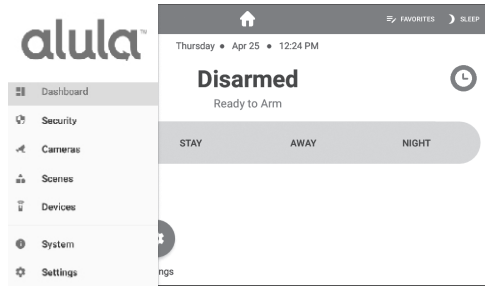 alula™
Dashboard
Security
Cameras
Scenes
Devices
System
Settings
FAVORITES
SLEEP
Thursday ● Apr 25 ● 12:24 PM
Disarmed
Ready to Arm
STAY AWAY NIGHT
ngs